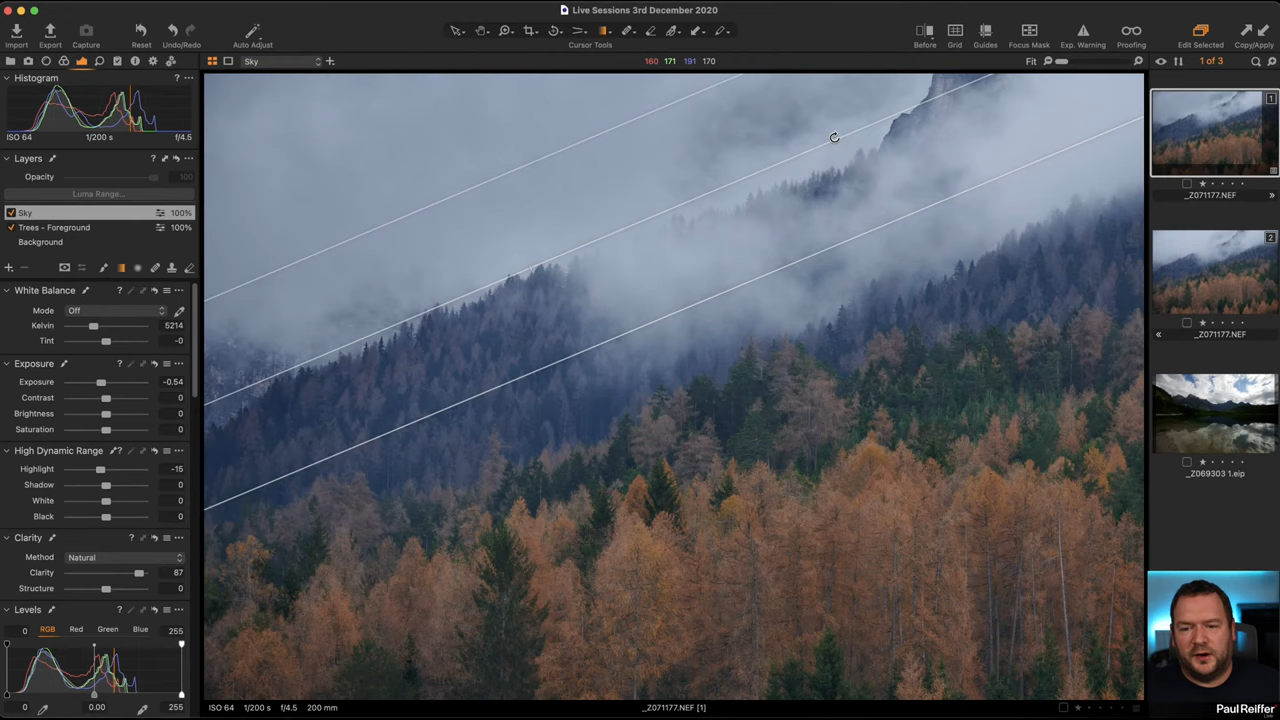 Live Sessions 3rd December 2020
Import
Export
Capture
Reset
Undo/Redo
Auto Adjust
Cursor Tools
Before
Grid
Guides
Focus Mask
Exp. Warning
Proofing
Edit Selected
Copy/Apply
Sky
160 171 191 170
Fit
1 of 3
Histogram
ISO 64
1/200 s
f/4.5
Layers
Opacity
100
Luma Range...
Sky
100%
Trees - Foreground
100%
Background
White Balance
Mode
Off
Kelvin
5214
Tint
-0
Exposure
Exposure
-0.54
Contrast
0
Brightness
0
Saturation
0
High Dynamic Range
Highlight
-15
Shadow
0
White
0
Black
0
Clarity
Method
Natural
Clarity
87
Structure
0
Levels
0
RGB
Red
Green
Blue
255
0
0.00
255
ISO 64
1/200 s
f/4.5
200 mm
_Z071177.NEF [1]
1
_Z071177.NEF
2
_Z071177.NEF
_Z069303 1.eip
Paul Reiffer
Live